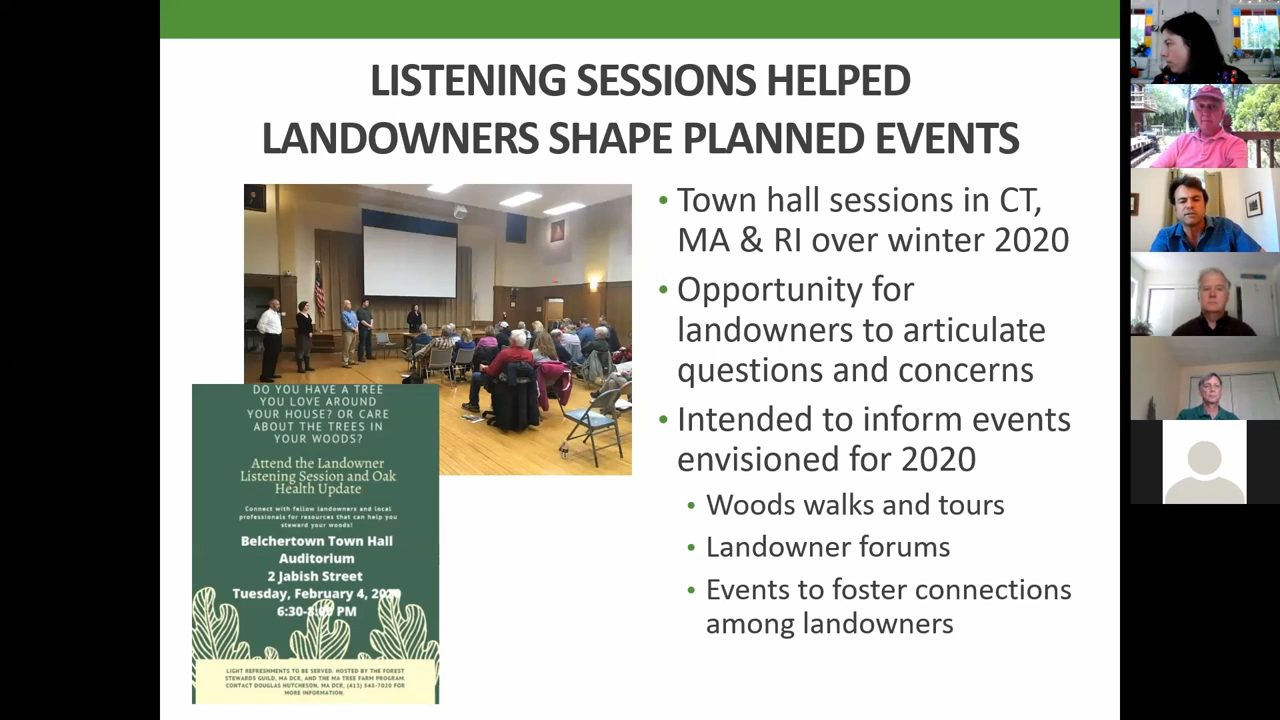 LISTENING SESSIONS HELPED
LANDOWNERS SHAPE PLANNED EVENTS
• Town hall sessions in CT,
MA & RI over winter 2020
• Opportunity for
landowners to articulate
questions and concerns
• Intended to inform events
envisioned for 2020
• Woods walks and tours
• Landowner forums
• Events to foster connections
among landowners
DO YOU HAVE A TREE
YOU LOVE AROUND
YOUR HOUSE? OR CARE
ABOUT THE TREES IN
YOUR WOODS?
Attend the Landowner
Listening Session and Oak
Health Update
Connect with fellow landowners and local
professionals for resources that can help you
steward your woods!
Belchertown Town Hall
Auditorium
2 Jabish Street
Tuesday, February 4, 2020
6:30- PM
LIGHT REFRESHMENTS TO BE SERVED. HOSTED BY THE FOREST
STEWARDS GUILD, MA DCR, AND THE MA TREE FARM PROGRAM.
CONTACT DOUGLAS HUTCHESON, MA DCR, (413) 545-7020 FOR
MORE INFORMATION.